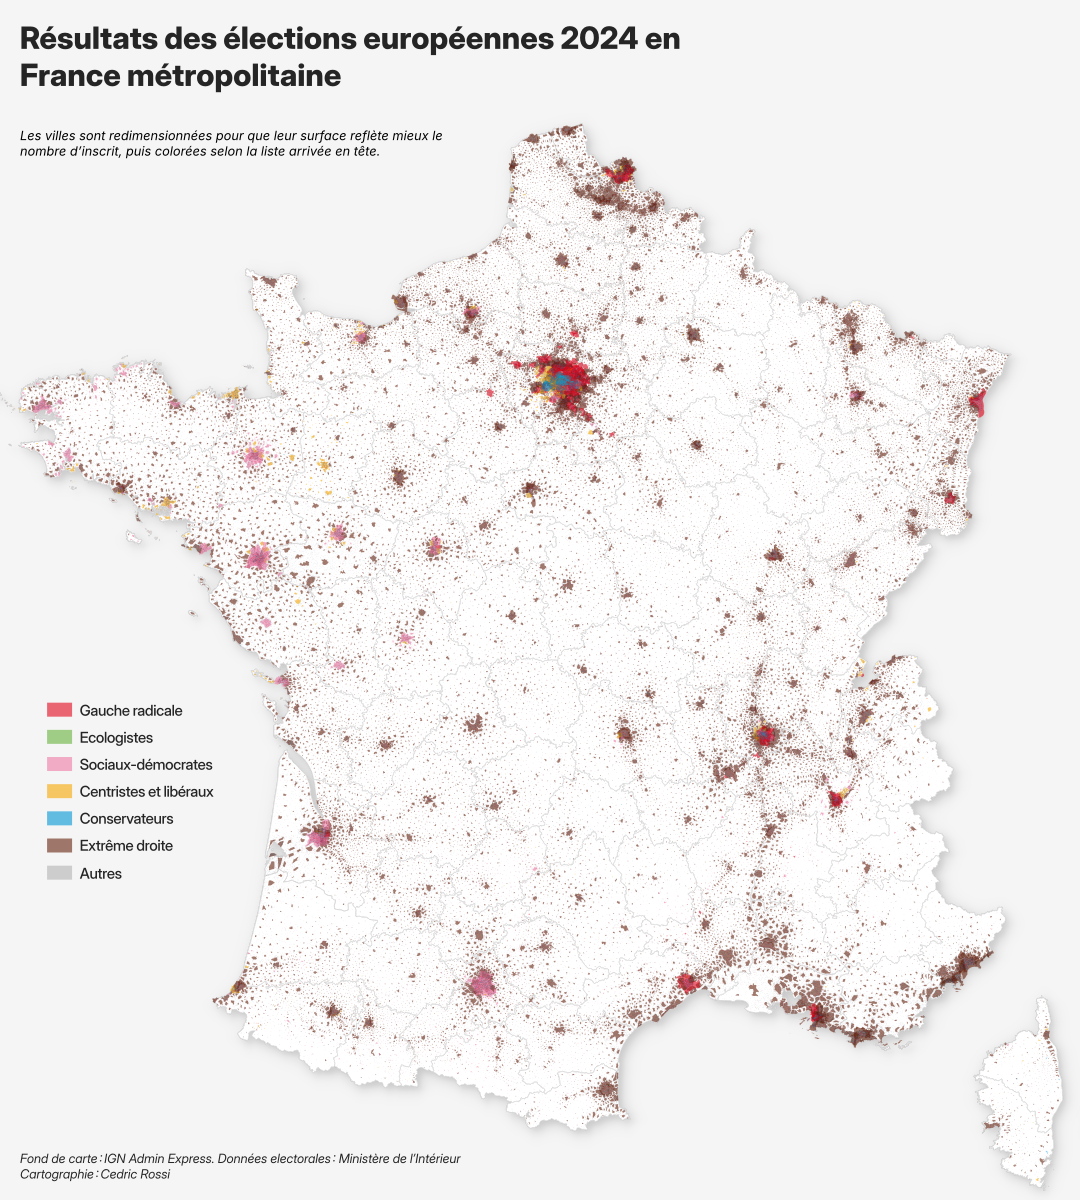 Résultats des élections européennes 2024 en
France métropolitaine
Les villes sont redimensionnées pour que leur surface reflète mieux le
nombre d'inscrit, puis colorées selon la liste arrivée en tête.
Gauche radicale
Ecologistes
Sociaux-démocrates
Centristes et libéraux
Conservateurs
Extrême droite
Autres
Fond de carte : IGN Admin Express. Données electorales : Ministère de l'Intérieur
Cartographie : Cedric Rossi